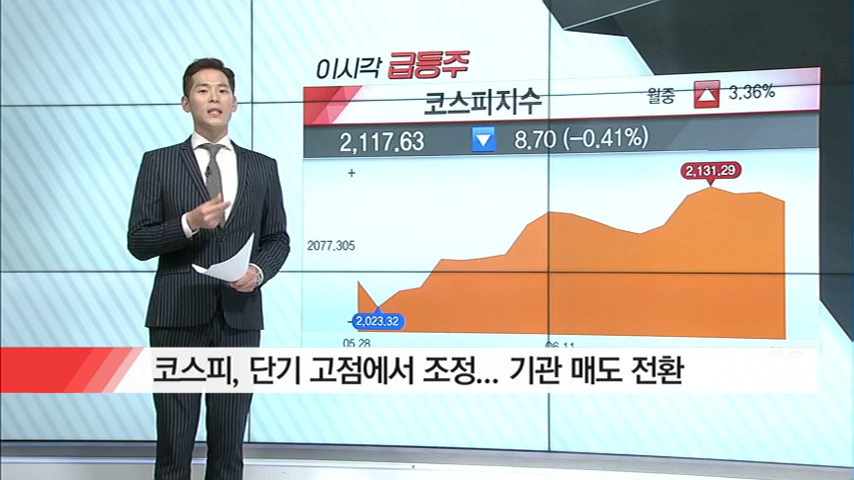 이시각 급등주
코스피지수
월중 ▲ 3.36%
2,117.63 ▼ 8.70 (−0.41%)
+
2,131.29
2077.305
−
2,023.32
05.28
06.11
코스피, 단기 고점에서 조정... 기관 매도 전환